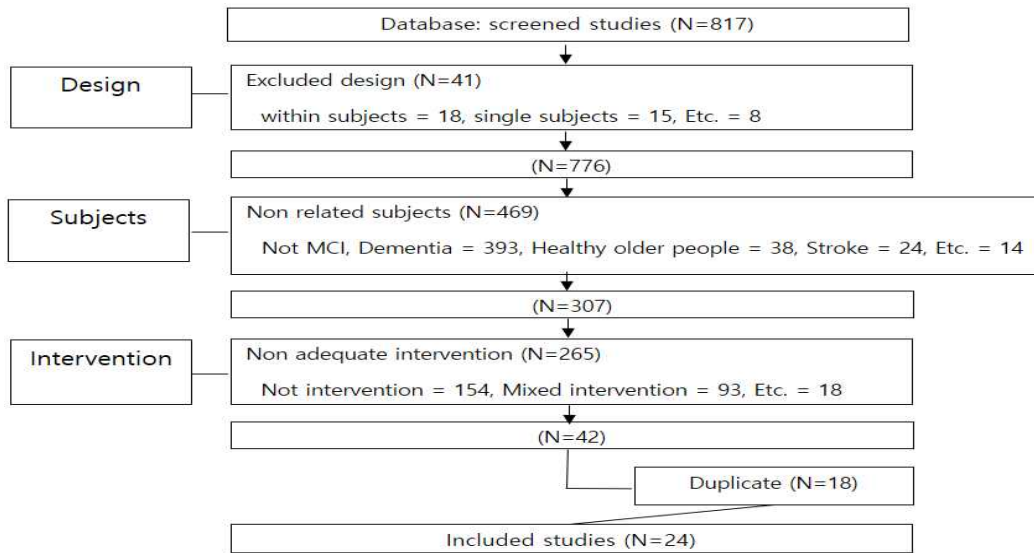 Database: screened studies (N=817)
Design
Excluded design (N=41)
within subjects = 18, single subjects = 15, Etc. = 8
(N=776)
Subjects
Non related subjects (N=469)
Not MCI, Dementia = 393, Healthy older people = 38, Stroke = 24, Etc. = 14
(N=307)
Intervention
Non adequate intervention (N=265)
Not intervention = 154, Mixed intervention = 93, Etc. = 18
(N=42)
Duplicate (N=18)
Included studies (N=24)